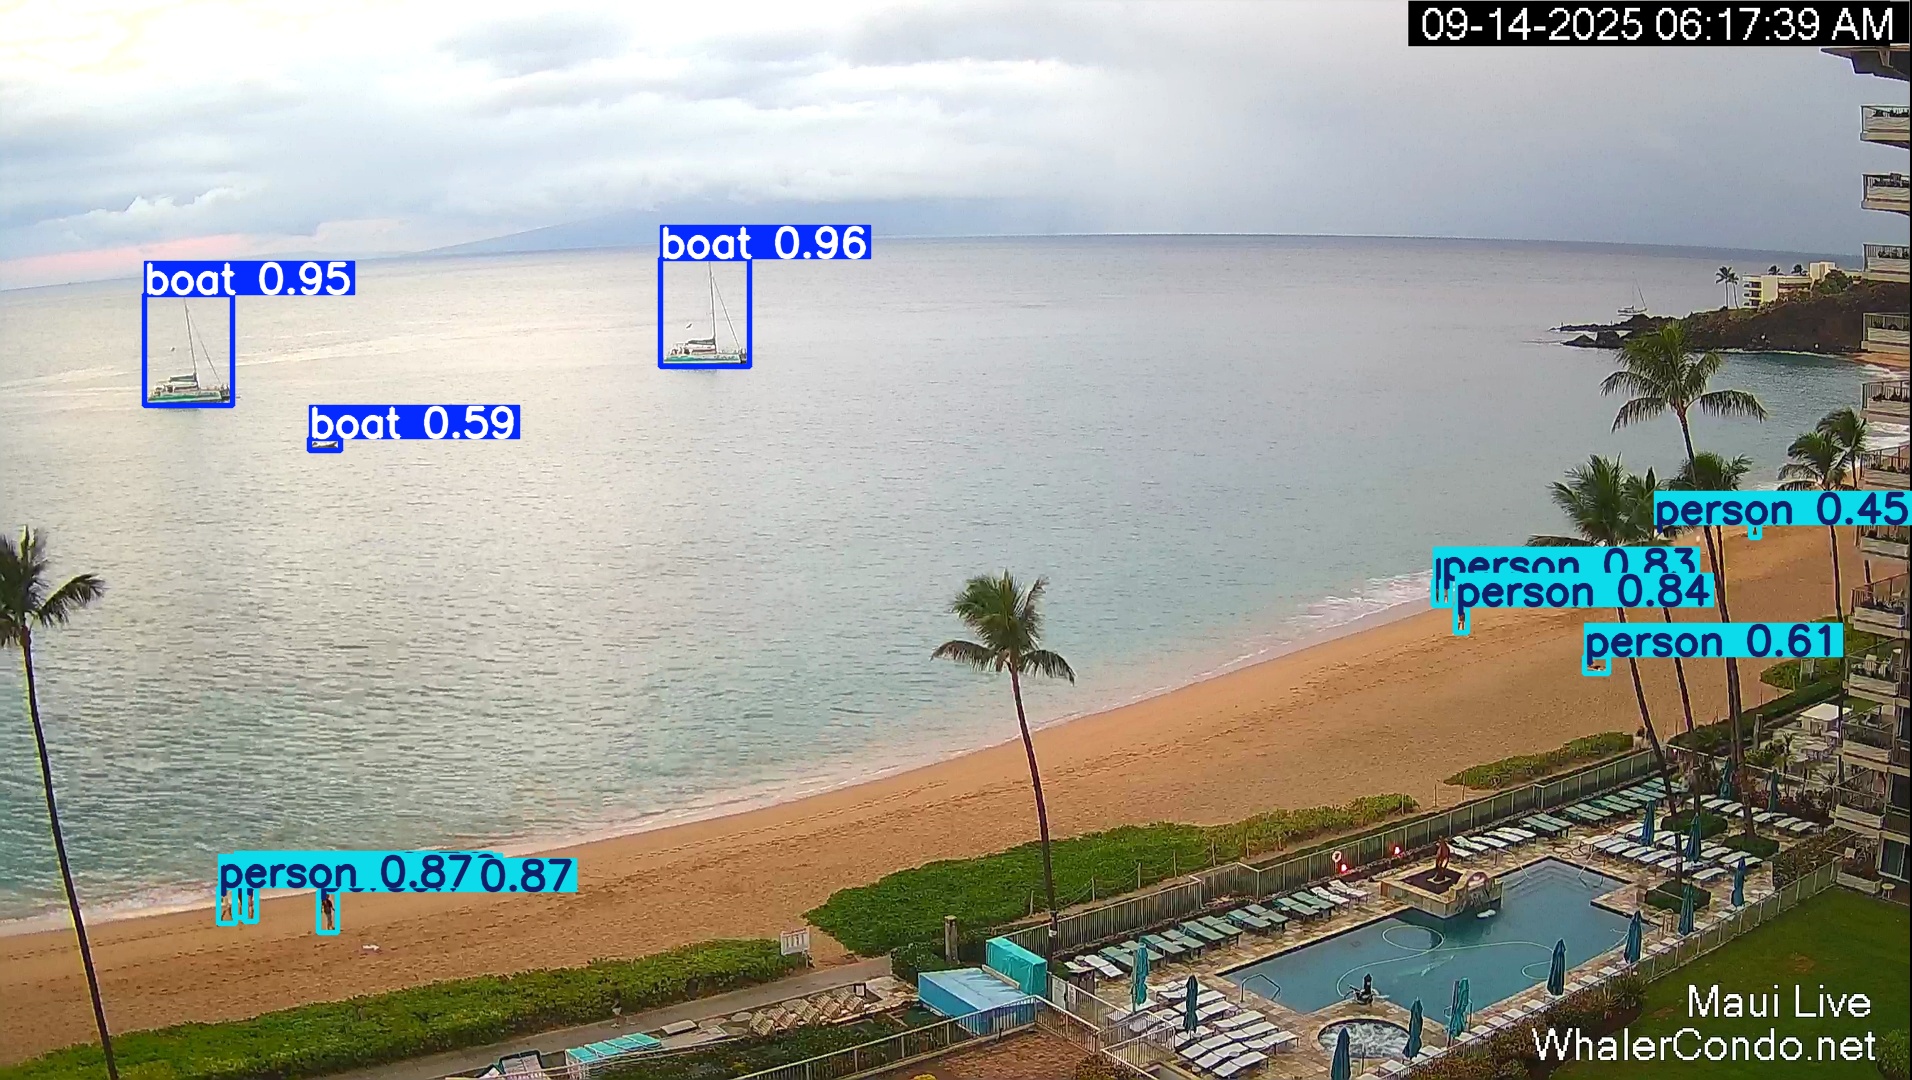 09-14-2025 06:17:39 AM
boat 0.96
boat 0.95
boat 0.59
person 0.45
person 0.83
person 0.84
person 0.61
person 0.87
0.87
Maui Live
WhalerCondo.net